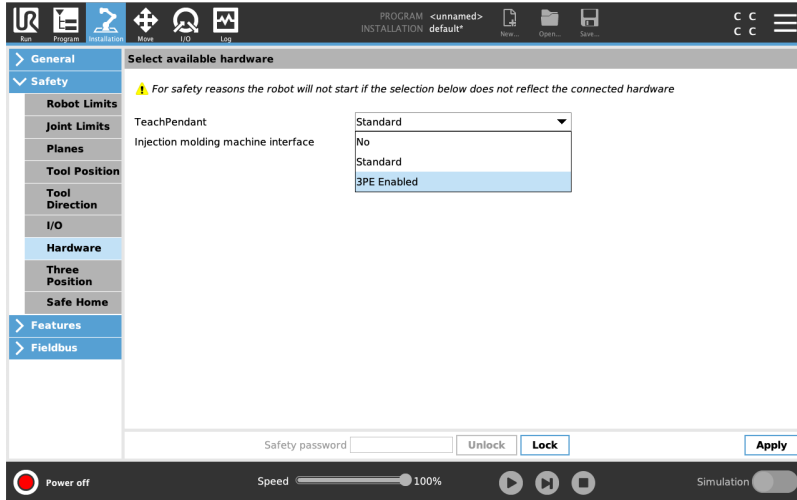 UR
PROGRAM <unnamed>
INSTALLATION default*
C C
C C
Run Program Installation Move I/O Log New... Open... Save...
General
Select available hardware
Safety
For safety reasons the robot will not start if the selection below does not reflect the connected hardware
Robot Limits
Joint Limits
Planes
Tool Position
Tool
Direction
I/O
Hardware
Three
Position
Safe Home
Features
Fieldbus
TeachPendant Standard
Injection molding machine interface
No
Standard
3PE Enabled
Safety password Unlock Lock Apply
Power off Speed 100% Simulation